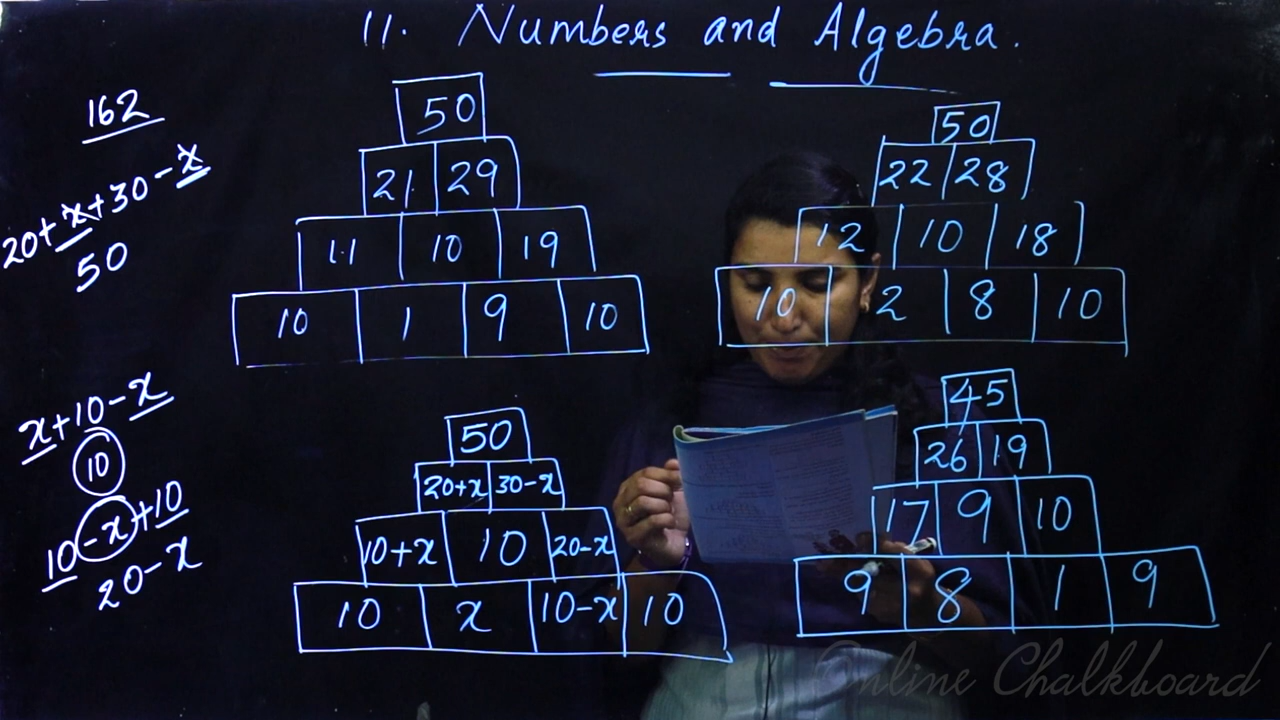 11. Numbers and Algebra.
162
20+x+30-x
50
x+10-x
10
10-x+10
20-x
50
21 29
11 10 19
10 1 9 10
50
22 28
12 10 18
10 2 8 10
50
20+x 30-x
10+x 10 20-x
10 x 10-x 10
45
26 19
17 9 10
9 8 1 9
Online Chalkboard